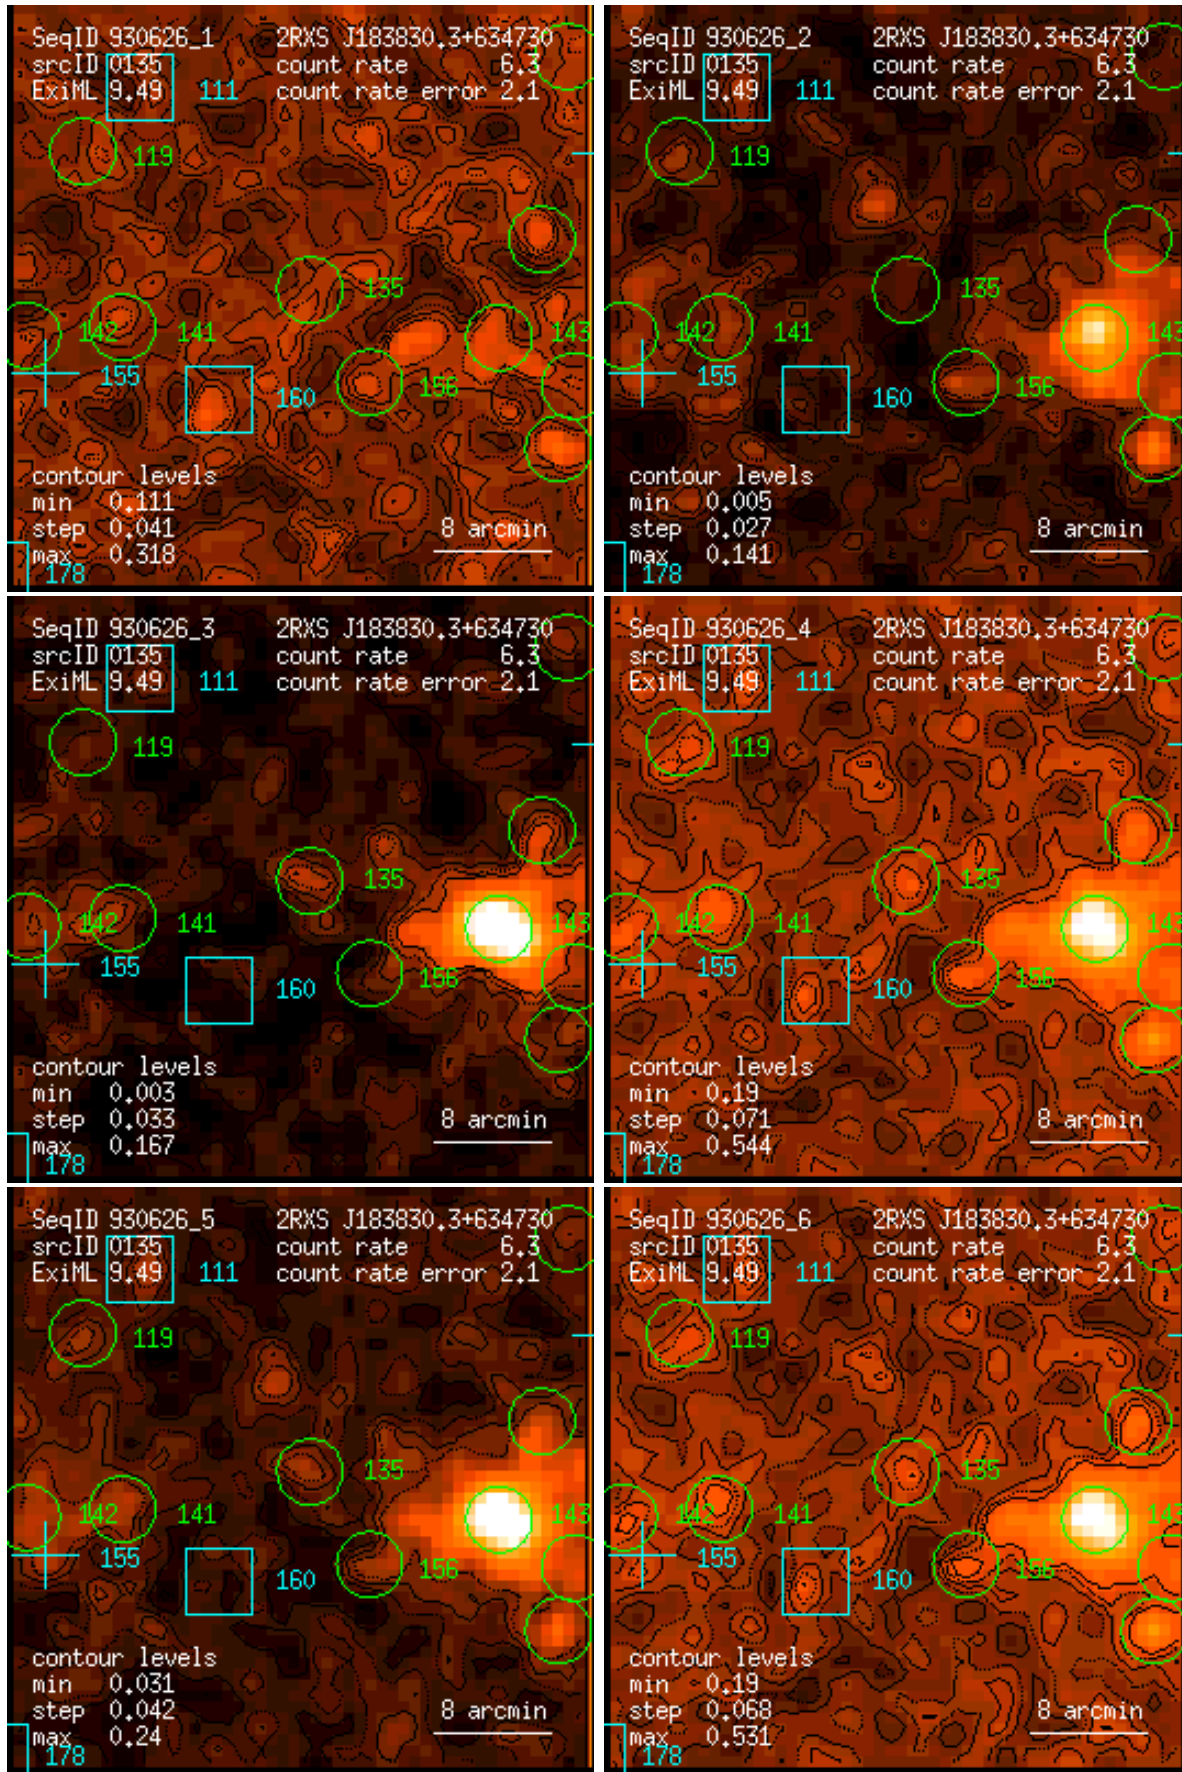 SeqID 930626_1 2RXS J183830.3+634730
srcID 0135 count rate 6.3
ExiML 9.49 111 count rate error 2.1
119
135
142 141 143
155
160 156
contour levels
min 0.111
step 0.041 8 arcmin
max 0.318
178
SeqID 930626_2 2RXS J183830.3+634730
srcID 0135 count rate 6.3
ExiML 9.49 111 count rate error 2.1
119
135
142 141 143
155
160 156
contour levels
min 0.005
step 0.027 8 arcmin
max 0.141
178
SeqID 930626_3 2RXS J183830.3+634730
srcID 0135 count rate 6.3
ExiML 9.49 111 count rate error 2.1
119
135
142 141 143
155
160 156
contour levels
min 0.003
step 0.033 8 arcmin
max 0.167
178
SeqID 930626_4 2RXS J183830.3+634730
srcID 0135 count rate 6.3
ExiML 9.49 111 count rate error 2.1
119
135
142 141 143
155
160 156
contour levels
min 0.19
step 0.071 8 arcmin
max 0.544
178
SeqID 930626_5 2RXS J183830.3+634730
srcID 0135 count rate 6.3
ExiML 9.49 111 count rate error 2.1
119
135
142 141 143
155
160 156
contour levels
min 0.031
step 0.042 8 arcmin
max 0.24
178
SeqID 930626_6 2RXS J183830.3+634730
srcID 0135 count rate 6.3
ExiML 9.49 111 count rate error 2.1
119
135
142 141 143
155
160 156
contour levels
min 0.19
step 0.068 8 arcmin
max 0.531
178